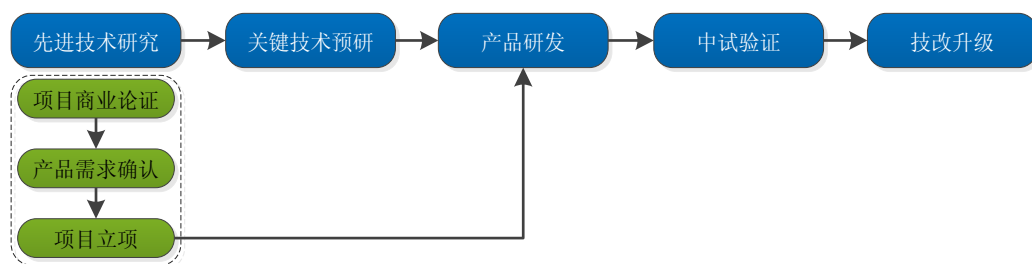 先进技术研究
关键技术预研
产品研发
中试验证
技改升级
项目商业论证
产品需求确认
项目立项